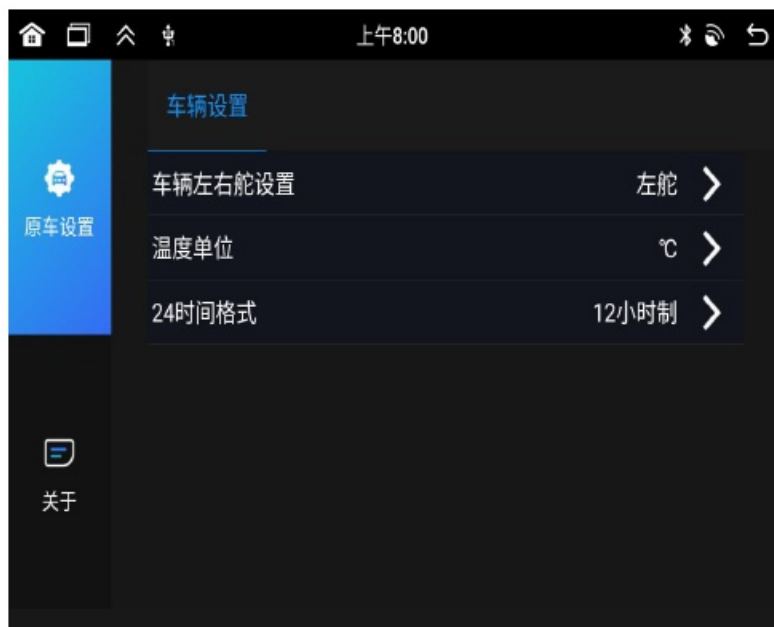 上午8:00
车辆设置
原车设置
车辆左右舵设置 左舵
温度单位 ℃
24时间格式 12小时制
关于